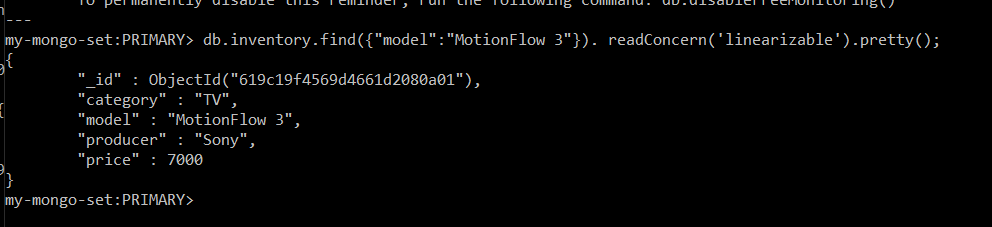 To permanently disable this reminder, run the following command: db.disableFreeMonitoring()
---
my-mongo-set:PRIMARY> db.inventory.find({"model":"MotionFlow 3"}). readConcern('linearizable').pretty();
{
        "_id" : ObjectId("619c19f4569d4661d2080a01"),
        "category" : "TV",
        "model" : "MotionFlow 3",
        "producer" : "Sony",
        "price" : 7000
}
my-mongo-set:PRIMARY>